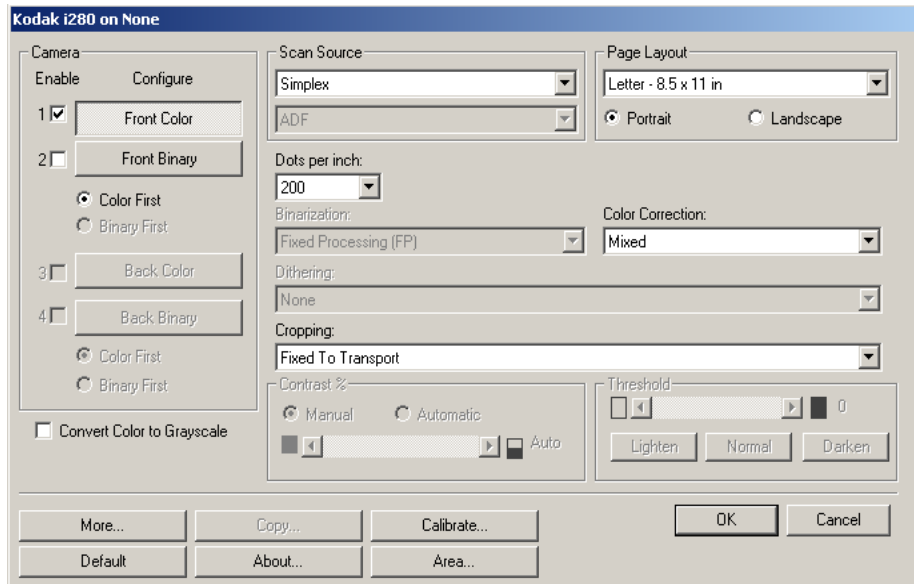 Kodak i280 on None
Camera
Enable Configure
1 Front Color
2 Front Binary
Color First
Binary First
3 Back Color
4 Back Binary
Color First
Binary First
Convert Color to Grayscale
Scan Source
Simplex
ADF
Page Layout
Letter - 8.5 x 11 in
Portrait Landscape
Dots per inch:
200
Binarization:
Fixed Processing (FP)
Color Correction:
Mixed
Dithering:
None
Cropping:
Fixed To Transport
Contrast %
Manual Automatic
Auto
Threshold
0
Lighten Normal Darken
More... Copy... Calibrate...
Default About... Area...
OK Cancel